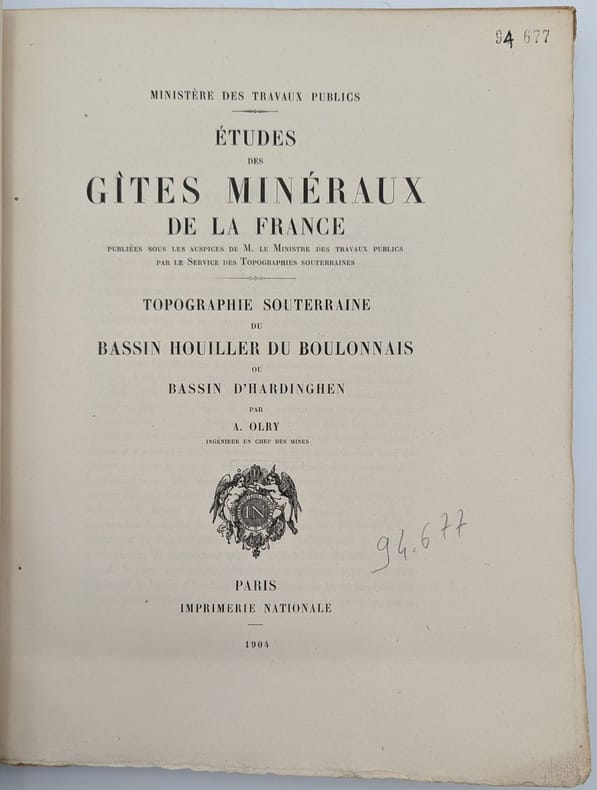 94 677
MINISTÈRE DES TRAVAUX PUBLICS
ÉTUDES
DES
GÎTES MINÉRAUX
DE LA FRANCE
PUBLIÉES SOUS LES AUSPICES DE M. LE MINISTRE DES TRAVAUX PUBLICS
PAR LE SERVICE DES TOPOGRAPHIES SOUTERRAINES
TOPOGRAPHIE SOUTERRAINE
DU
BASSIN HOUILLER DU BOULONNAIS
OU
BASSIN D'HARDINGHEN
PAR
A. OLRY
INGÉNIEUR EN CHEF DES MINES
IN
94.677
PARIS
IMPRIMERIE NATIONALE
1904